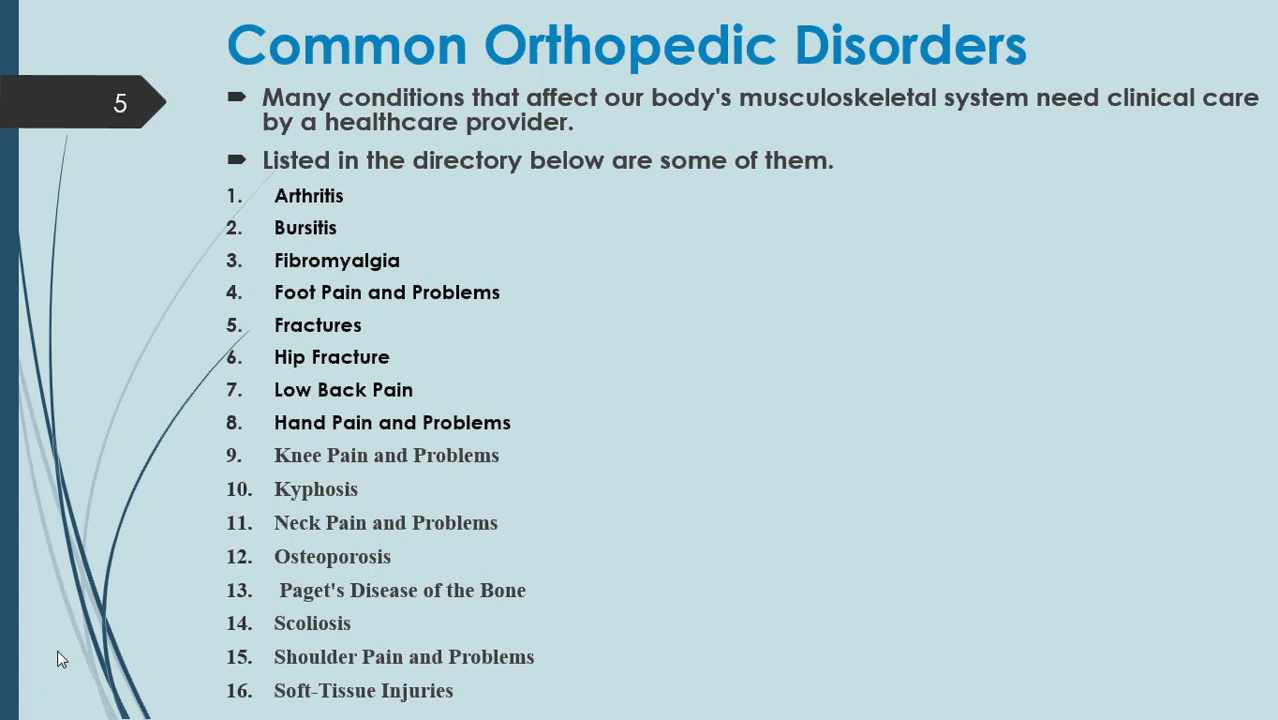 Common Orthopedic Disorders
5
Many conditions that affect our body's musculoskeletal system need clinical care
by a healthcare provider.
Listed in the directory below are some of them.
1. Arthritis
2. Bursitis
3. Fibromyalgia
4. Foot Pain and Problems
5. Fractures
6. Hip Fracture
7. Low Back Pain
8. Hand Pain and Problems
9. Knee Pain and Problems
10. Kyphosis
11. Neck Pain and Problems
12. Osteoporosis
13. Paget's Disease of the Bone
14. Scoliosis
15. Shoulder Pain and Problems
16. Soft-Tissue Injuries